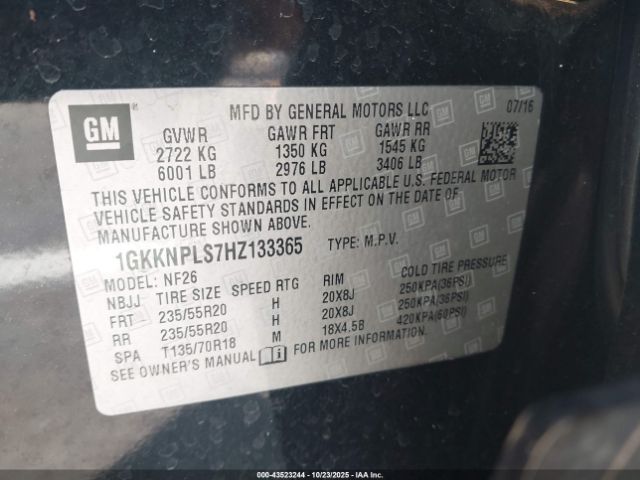 GM
MFD BY GENERAL MOTORS LLC 07/16
GVWR GAWR FRT GAWR RR
2722 KG 1350 KG 1545 KG
6001 LB 2976 LB 3406 LB
THIS VEHICLE CONFORMS TO ALL APPLICABLE U.S. FEDERAL MOTOR
VEHICLE SAFETY STANDARDS IN EFFECT ON THE DATE OF
MANUFACTURE SHOWN ABOVE.
1GKKNPLS7HZ133365 TYPE: M.P.V.
MODEL: NF26
NBJJ TIRE SIZE SPEED RTG RIM COLD TIRE PRESSURE
FRT 235/55R20 H 20X8J 250KPA(36PSI)
RR 235/55R20 H 20X8J 250KPA(36PSI)
SPA T135/70R18 M 18X4.5B 420KPA(60PSI)
SEE OWNER'S MANUAL FOR MORE INFORMATION.
00-43523244 10/23/2025 IAA Inc.